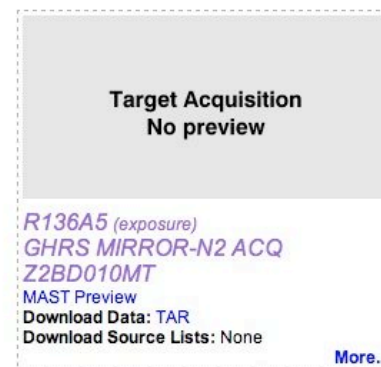 Target Acquisition
No preview
R136A5 (exposure)
GHRS MIRROR-N2 ACQ
Z2BD010MT
MAST Preview
Download Data: TAR
Download Source Lists: None
More.